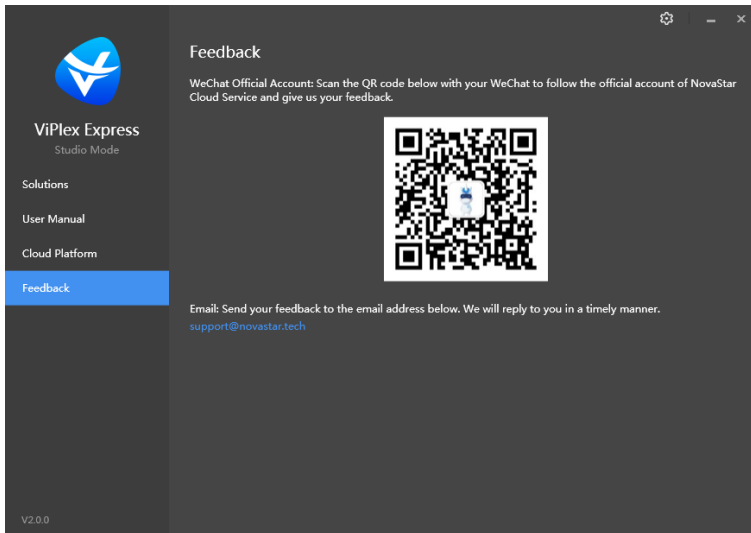 ViPlex Express
Studio Mode
Solutions
User Manual
Cloud Platform
Feedback
V2.0.0
Feedback
WeChat Official Account: Scan the QR code below with your WeChat to follow the official account of NovaStar
Cloud Service and give us your feedback.
Email: Send your feedback to the email address below. We will reply to you in a timely manner.
support@novastar.tech